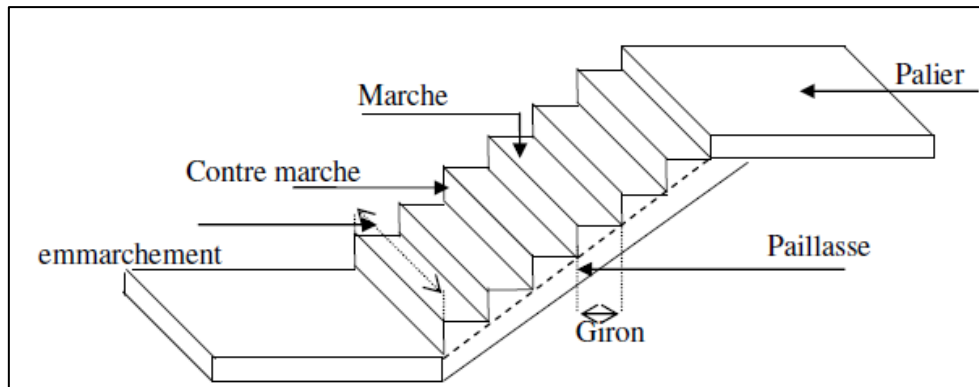 Palier
Marche
Contre marche
emmarchement
Paillasse
Giron